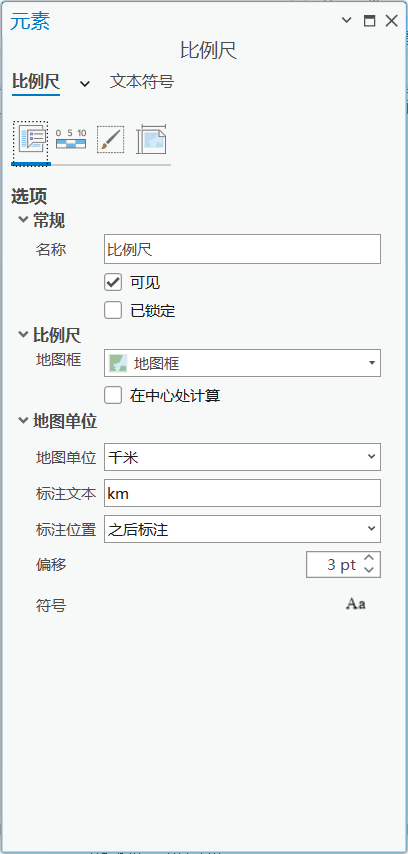 元素
比例尺
比例尺 文本符号
0 5 10
选项
常规
名称 比例尺
可见
已锁定
比例尺
地图框 地图框
在中心处计算
地图单位
地图单位 千米
标注文本 km
标注位置 之后标注
偏移 3 pt
符号 Aa